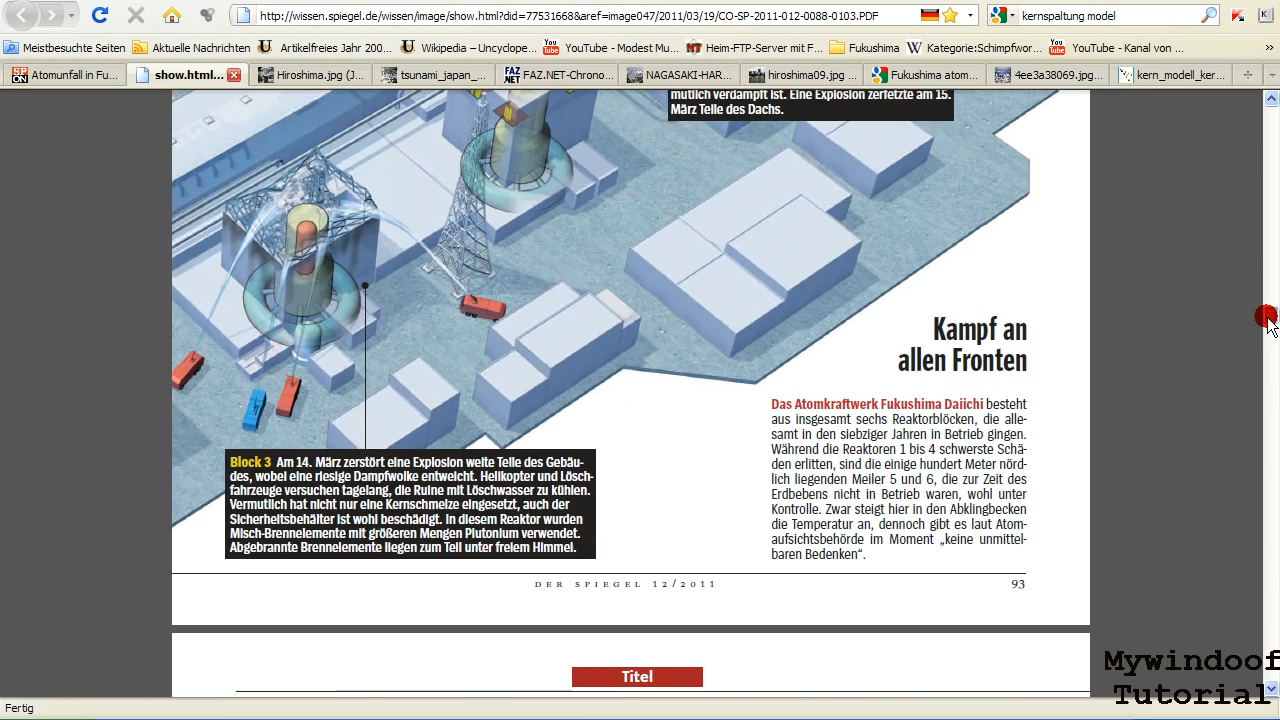 http://wissen.spiegel.de/wissen/image/show.html?did=77531668&aref=image047/2011/03/19/CO-SP-2011-012-0088-0103.PDF
kernspaltung model
Meistbesuchte Seiten
Aktuelle Nachrichten
Artikelfreies Jahr 200...
Wikipedia – Uncyclope...
YouTube - Modest Mu...
Heim-FTP-Server mit F...
Fukushima
Kategorie:Schimpfwor...
YouTube - Kanal von ...
Atomunfall in Fu...
show.html...
Hiroshima.jpg (J...
tsunami_japan_...
FAZ.NET-Chrono...
NAGASAKI-HAR...
hiroshima09.jpg...
Fukushima atom...
4ee3a38069.jpg...
kern_modell_ker...
mutlich verdampft ist. Eine Explosion zerfetzte am 15.
März Teile des Dachs.
Kampf an
allen Fronten
Das Atomkraftwerk Fukushima Daiichi besteht
aus insgesamt sechs Reaktorblöcken, die alle-
samt in den siebziger Jahren in Betrieb gingen.
Während die Reaktoren 1 bis 4 schwerste Schä-
den erlitten, sind die einige hundert Meter nörd-
lich liegenden Meiler 5 und 6, die zur Zeit des
Erdbebens nicht in Betrieb waren, wohl unter
Kontrolle. Zwar steigt hier in den Abklingbecken
die Temperatur an, dennoch gibt es laut Atom-
aufsichtsbehörde im Moment „keine unmittel-
baren Bedenken“.
Block 3 Am 14. März zerstört eine Explosion weite Teile des Gebäu-
des, wobei eine riesige Dampfwolke entweicht. Helikopter und Lösch-
fahrzeuge versuchen tagelang, die Ruine mit Löschwasser zu kühlen.
Vermutlich hat nicht nur eine Kernschmelze eingesetzt, auch der
Sicherheitsbehälter ist wohl beschädigt. In diesem Reaktor wurden
Misch-Brennelemente mit größeren Mengen Plutonium verwendet.
Abgebrannte Brennelemente liegen zum Teil unter freiem Himmel.
DER SPIEGEL 12/2011
93
Titel
Mywindoof
Tutorial
Fertig